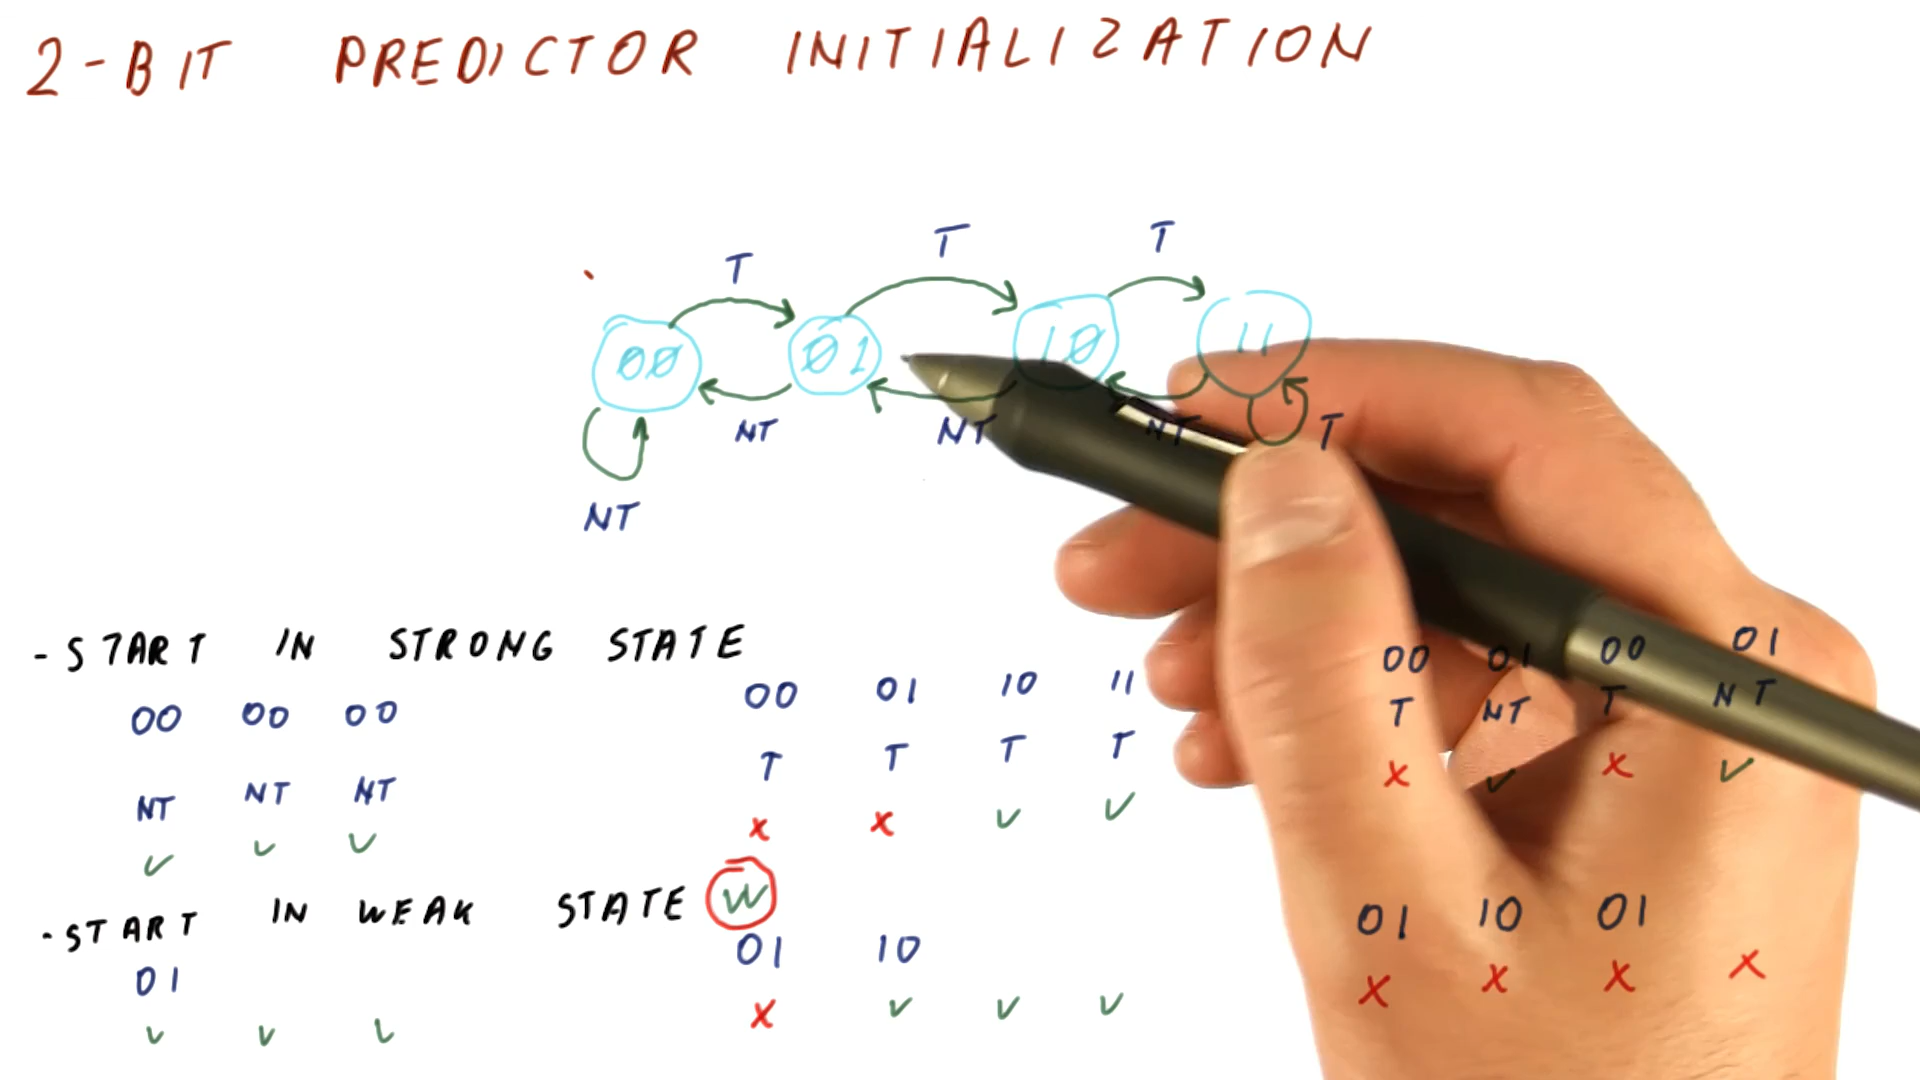 2-BIT PREDICTOR INITIALIZATION
T T T
00 01 10 11
NT NT NT T
NT
- START IN STRONG STATE
00 00 00 00 01 10 11 00 01 00 01
NT NT NT T T T T T NT T NT
✓ ✓ ✓ x x ✓ ✓ x ✓ x ✓
- START IN WEAK STATE W
01 01 10 01 10 01
✓ ✓ ✓ x ✓ ✓ ✓ x x x x